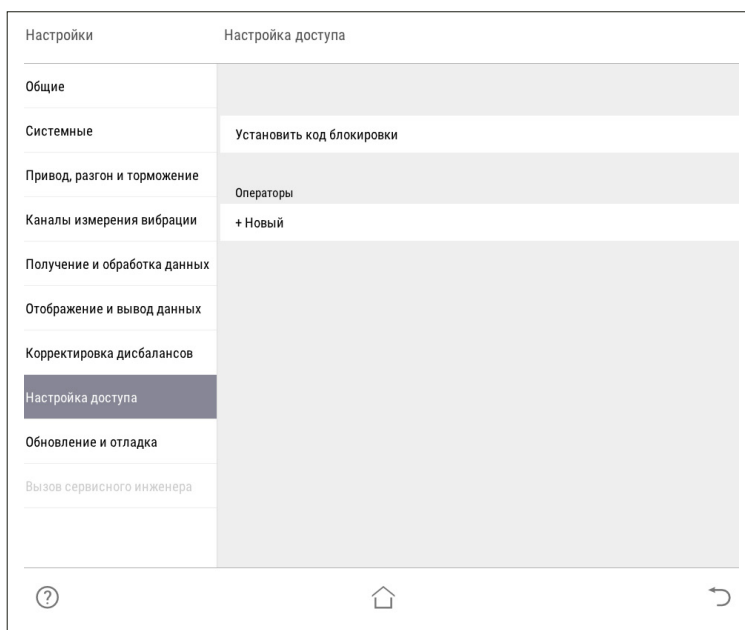 Настройки
Настройка доступа
Общие
Системные
Привод, разгон и торможение
Каналы измерения вибрации
Получение и обработка данных
Отображение и вывод данных
Корректировка дисбалансов
Настройка доступа
Обновление и отладка
Вызов сервисного инженера
Установить код блокировки
Операторы
+ Новый
?